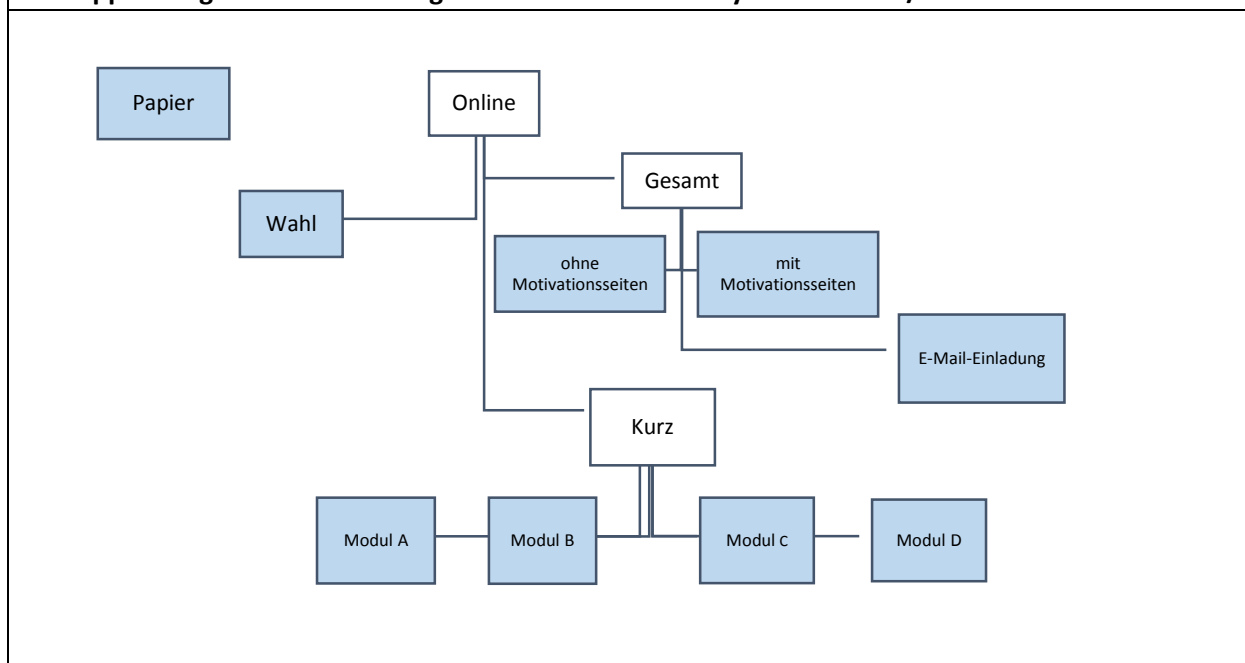 Papier
Online
Gesamt
Wahl
ohne
Motivationsseiten
mit
Motivationsseiten
E-Mail-Einladung
Kurz
Modul A
Modul B
Modul C
Modul D